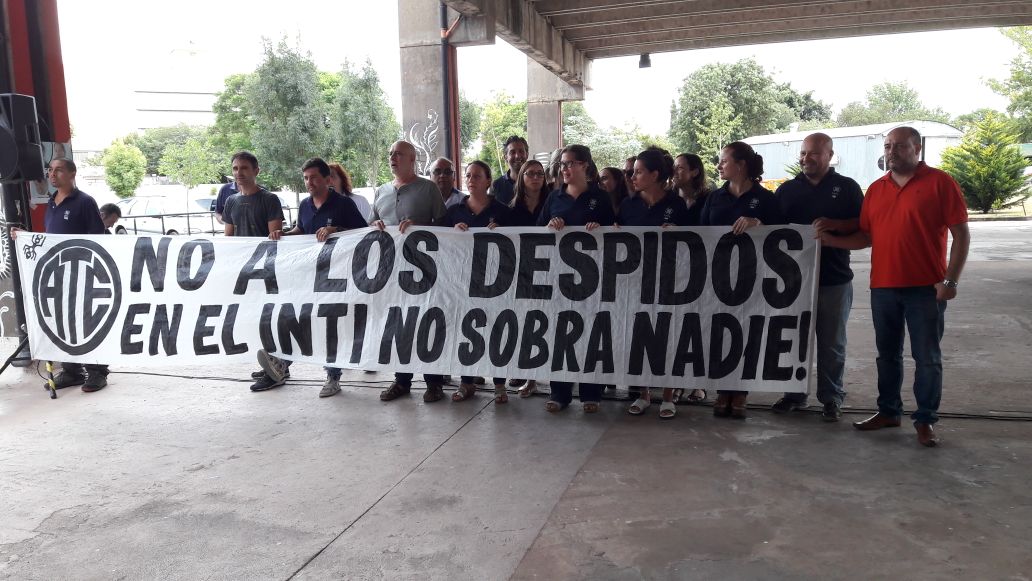 ATE
NO A LOS DESPIDOS
EN EL INTI NO SOBRA NADIE!